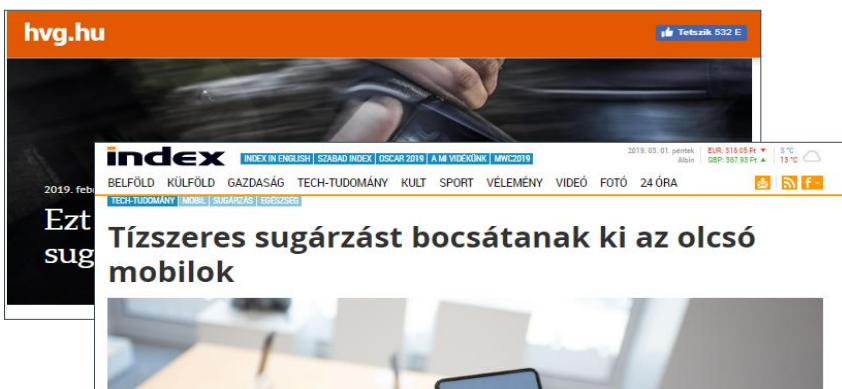 hvg.hu
Tetszik 532 E
2019. feb
Ezt
sug
index
INDEX IN ENGLISH | SZABAD INDEX | OSCAR 2019 | A MI VIDÉKÜNK | MWC2019
2019. 03. 01. péntek
Albin
EUR: 316.05 Ft ▼
GBP: 367.93 Ft ▲
5 °C
13 °C
BELFÖLD KÜLFÖLD GAZDASÁG TECH-TUDOMÁNY KULT SPORT VÉLEMÉNY VIDEÓ FOTÓ 24 ÓRA
TECH-TUDOMÁNY | MOBIL | SUGÁRZÁS | EGÉSZSÉG
Tízszeres sugárzást bocsátanak ki az olcsó
mobilok